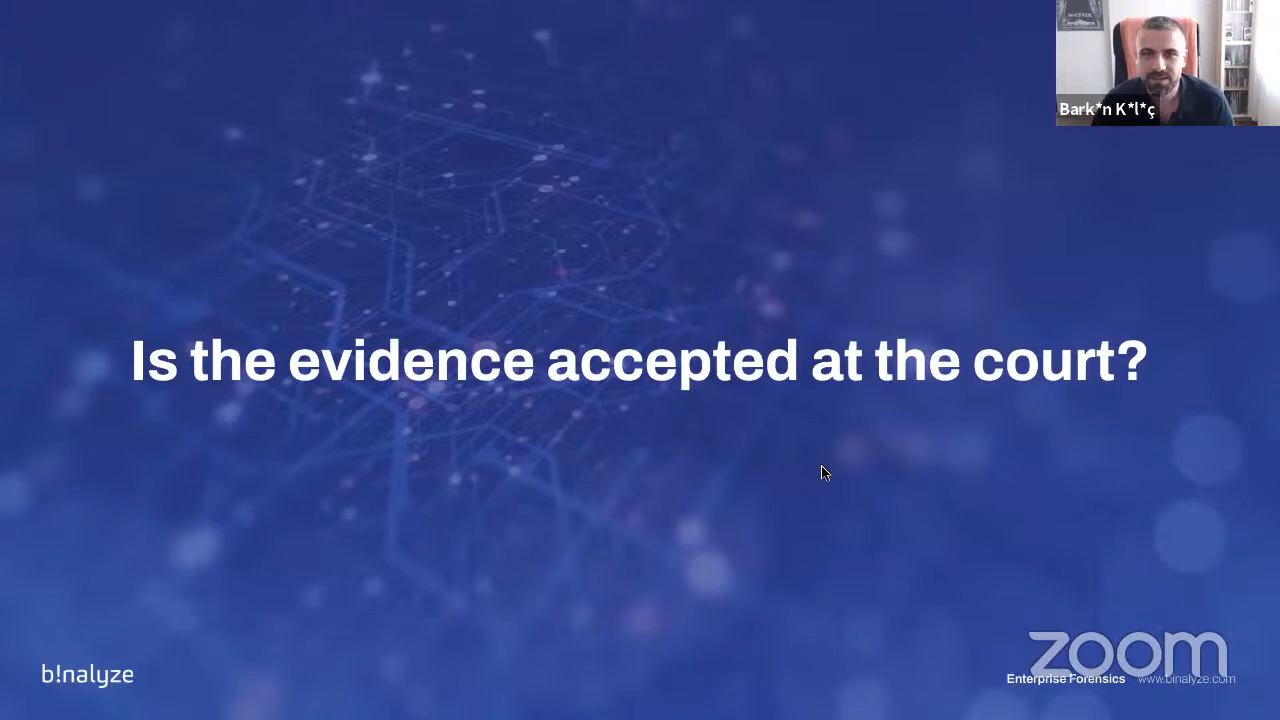 Bark*n K*l*ç
Is the evidence accepted at the court?
b!nalyze
zoom
Enterprise Forensics www.binalyze.com